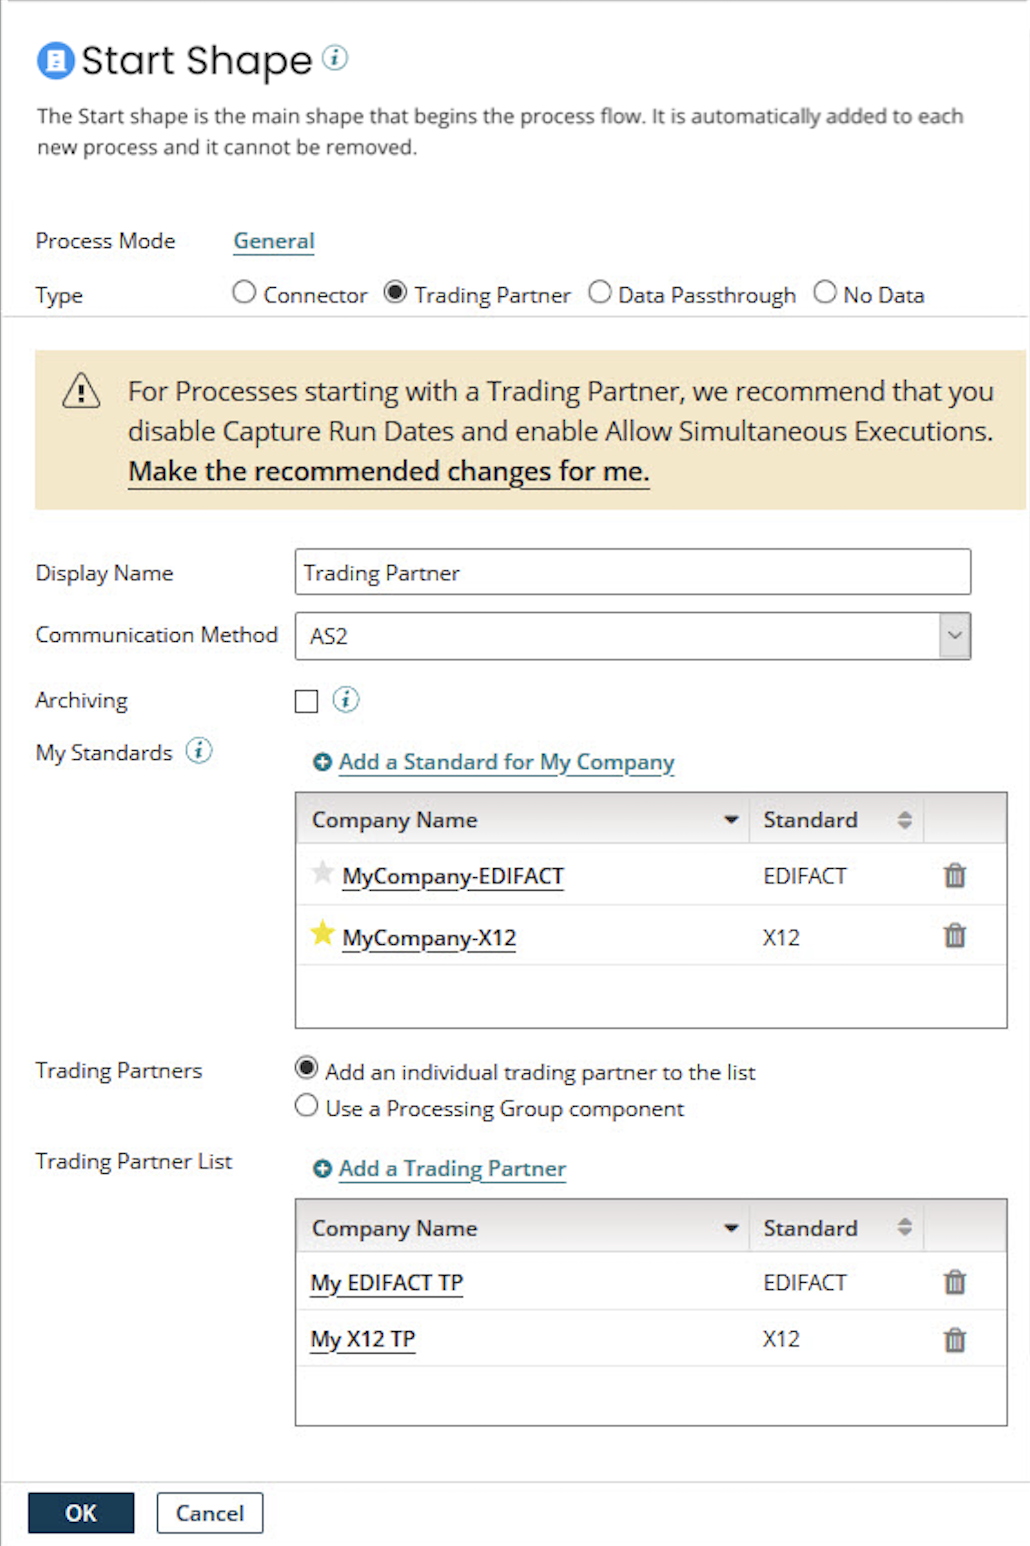 Start Shape
The Start shape is the main shape that begins the process flow. It is automatically added to each
new process and it cannot be removed.
Process Mode General
Type Connector Trading Partner Data Passthrough No Data
For Processes starting with a Trading Partner, we recommend that you
disable Capture Run Dates and enable Allow Simultaneous Executions.
Make the recommended changes for me.
Display Name Trading Partner
Communication Method AS2
Archiving
My Standards
Add a Standard for My Company
Company Name Standard
MyCompany-EDIFACT EDIFACT
MyCompany-X12 X12
Trading Partners Add an individual trading partner to the list
Use a Processing Group component
Trading Partner List Add a Trading Partner
Company Name Standard
My EDIFACT TP EDIFACT
My X12 TP X12
OK Cancel